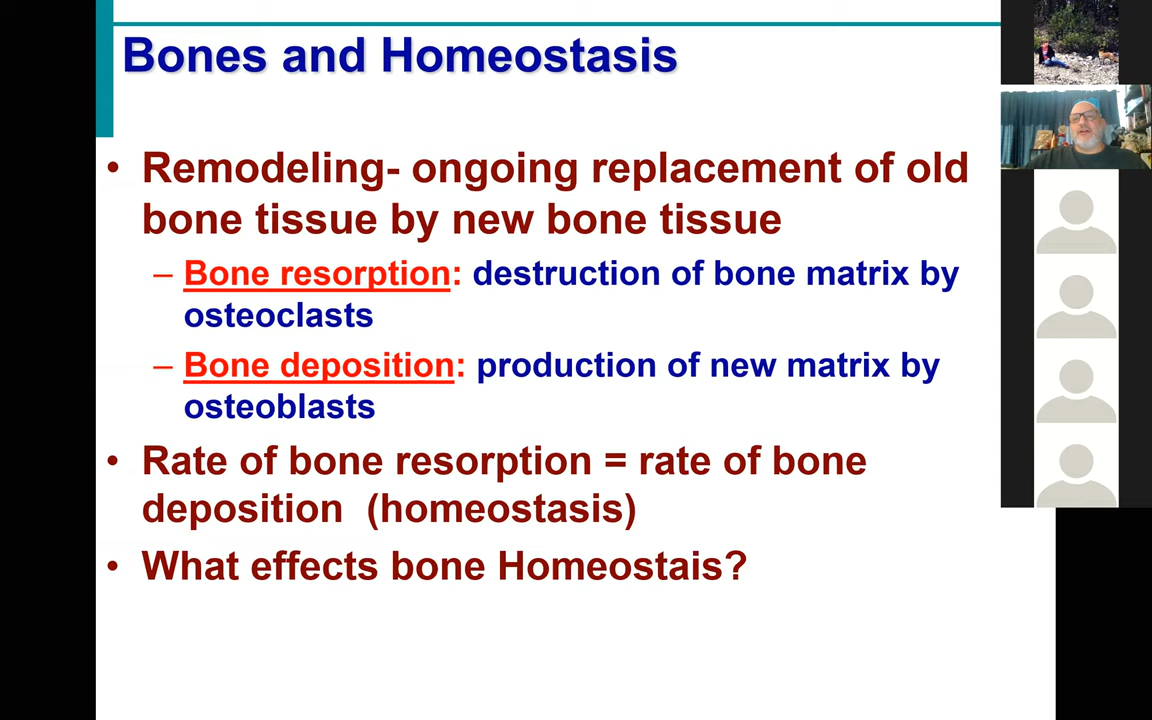 Bones and Homeostasis
• Remodeling- ongoing replacement of old
bone tissue by new bone tissue
– Bone resorption: destruction of bone matrix by
osteoclasts
– Bone deposition: production of new matrix by
osteoblasts
• Rate of bone resorption = rate of bone
deposition (homeostasis)
• What effects bone Homeostais?